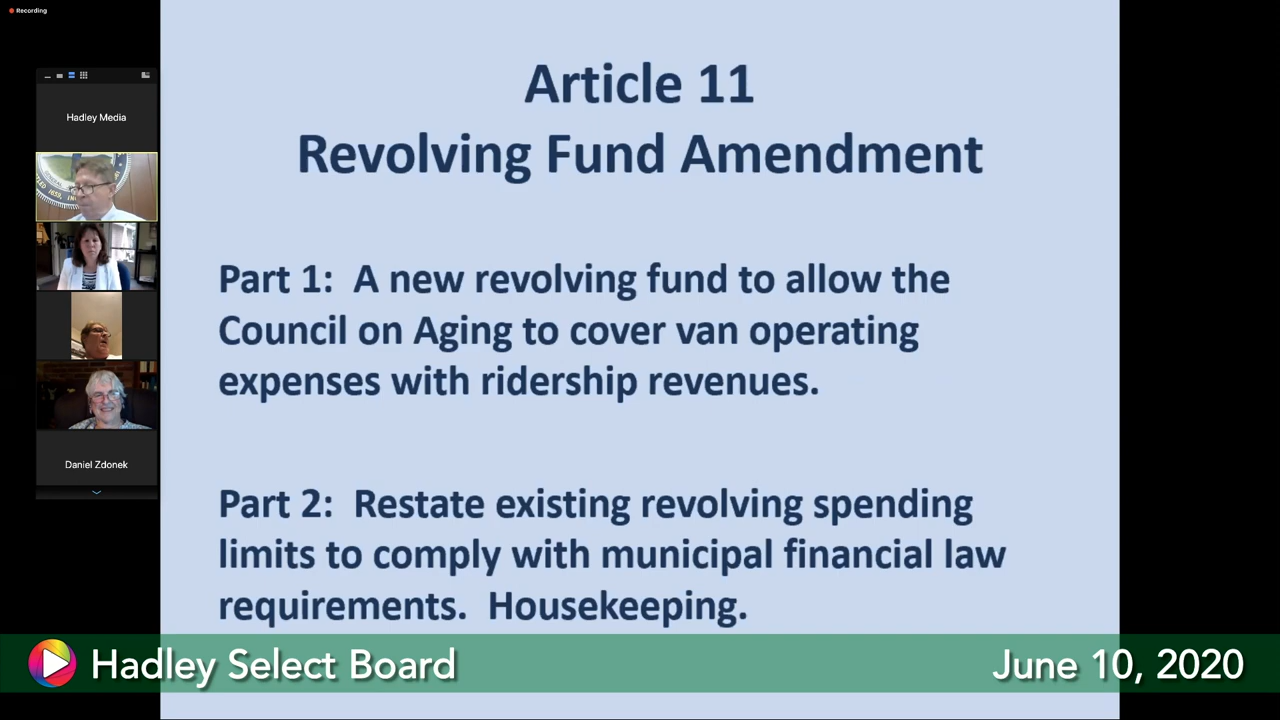 Recording
Hadley Media
Daniel Zdonek
Article 11
Revolving Fund Amendment
Part 1: A new revolving fund to allow the
Council on Aging to cover van operating
expenses with ridership revenues.
Part 2: Restate existing revolving spending
limits to comply with municipal financial law
requirements. Housekeeping.
Hadley Select Board
June 10, 2020